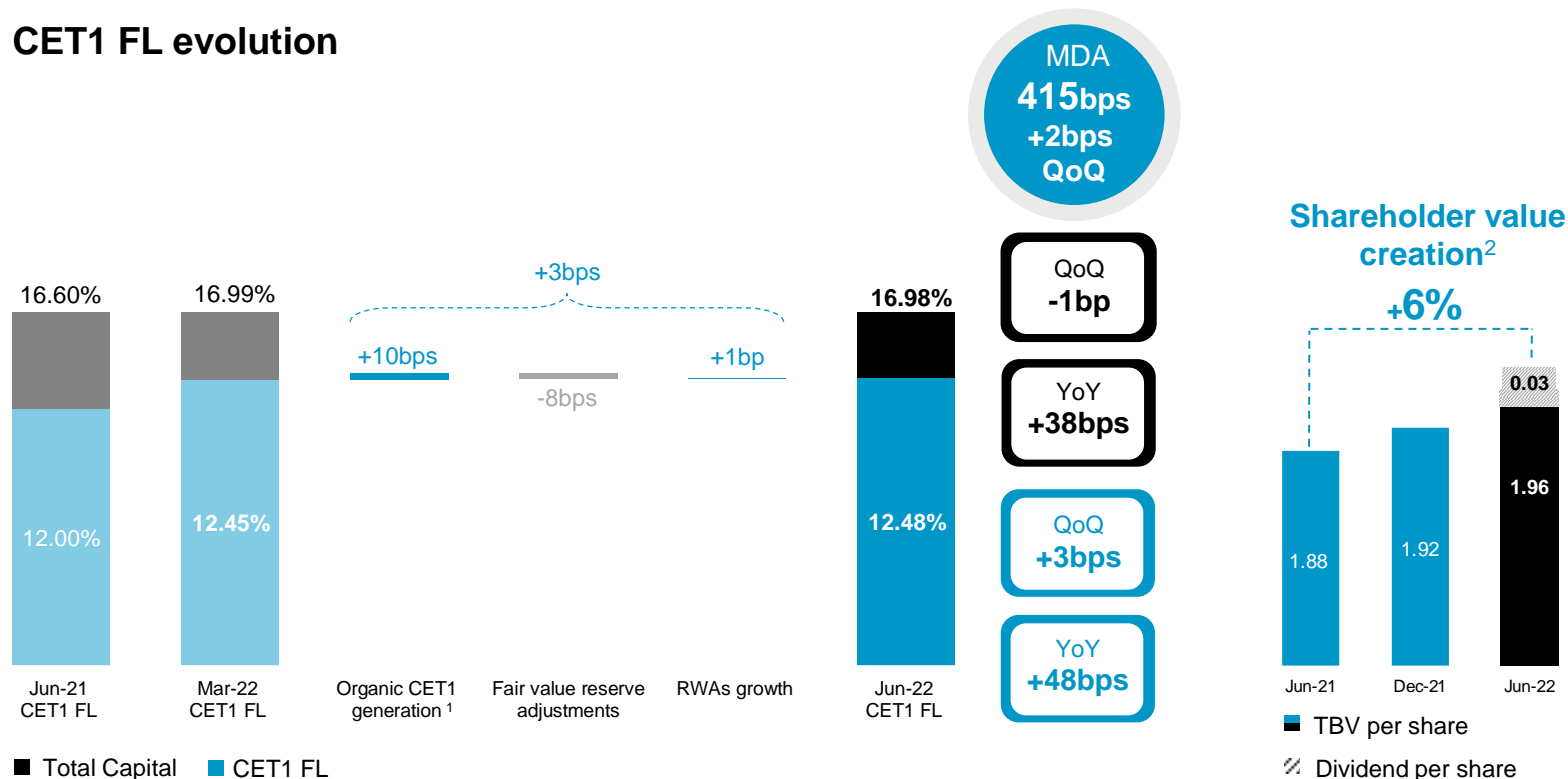 CET1 FL evolution
MDA
415bps
+2bps
QoQ
Shareholder value
creation2
+6%
16.60%
16.99%
+3bps
+10bps
-8bps
+1bp
16.98%
12.00%
12.45%
12.48%
QoQ
-1bp
YoY
+38bps
QoQ
+3bps
YoY
+48bps
0.03
1.88
1.92
1.96
Jun-21
CET1 FL
Mar-22
CET1 FL
Organic CET1
generation 1
Fair value reserve
adjustments
RWAs growth
Jun-22
CET1 FL
Jun-21
Dec-21
Jun-22
TBV per share
Dividend per share
Total Capital
CET1 FL